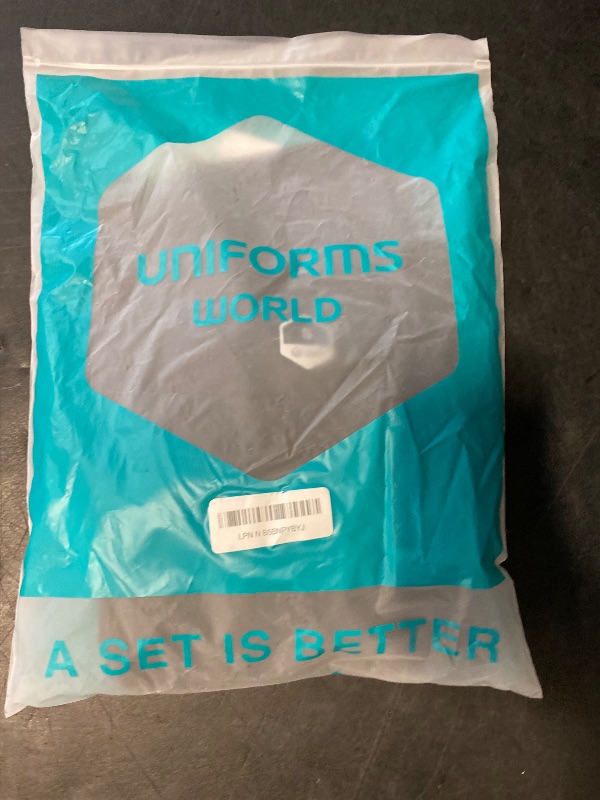 UNIFORMS
WORLD
LPN N
A SET IS BETTER